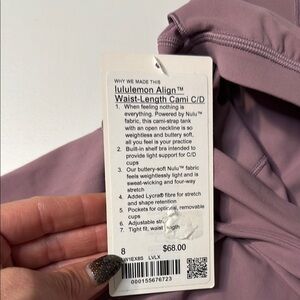 WHY WE MADE THIS
lululemon Align™
Waist-Length Cami C/D
1. When feeling nothing is
everything. Powered by Nulu™
fabric, this cami-strap tank
with an open neckline is so
weightless and buttery soft,
all you feel is your practice
2. Built-in shelf bra intended to
provide light support for C/D
cups
3. Our buttery-soft Nulu™ fabric
feels weightlessly light and is
sweat-wicking and four-way
stretch
4. Added Lycra® fibre for stretch
and shape retention
5. Pockets for optional, removable
cups
6. Adjustable
7. Tight fit, waist length
8 $68.00
LVLX
000155676723